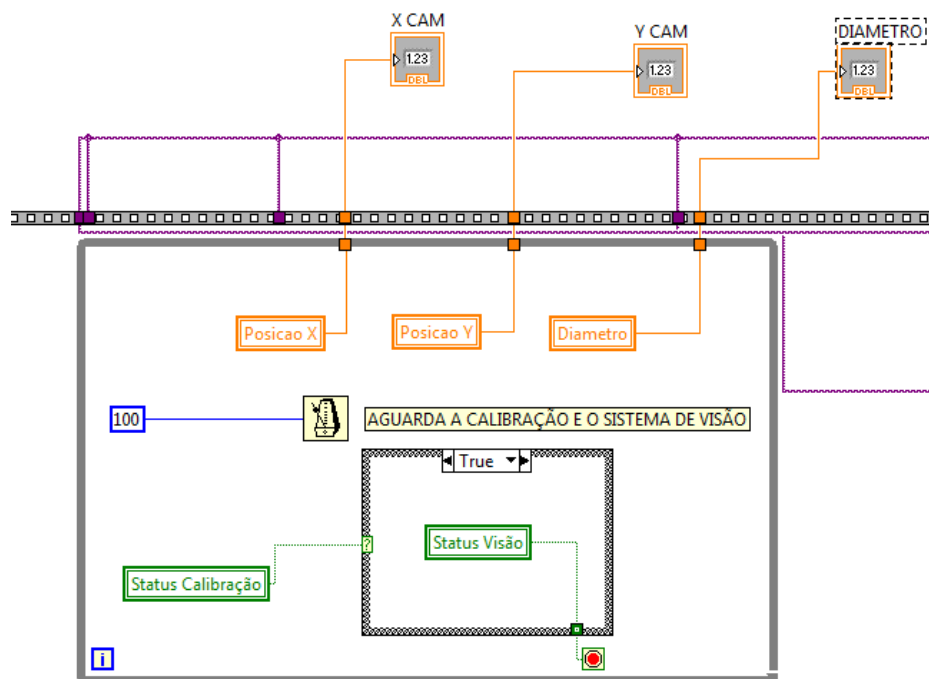 X CAM
Y CAM
DIAMETRO
1.23
DBL
1.23
DBL
1.23
DBL
Posicao X
Posicao Y
Diametro
100
AGUARDA A CALIBRAÇÃO E O SISTEMA DE VISÃO
True
?
Status Visão
Status Calibração
i